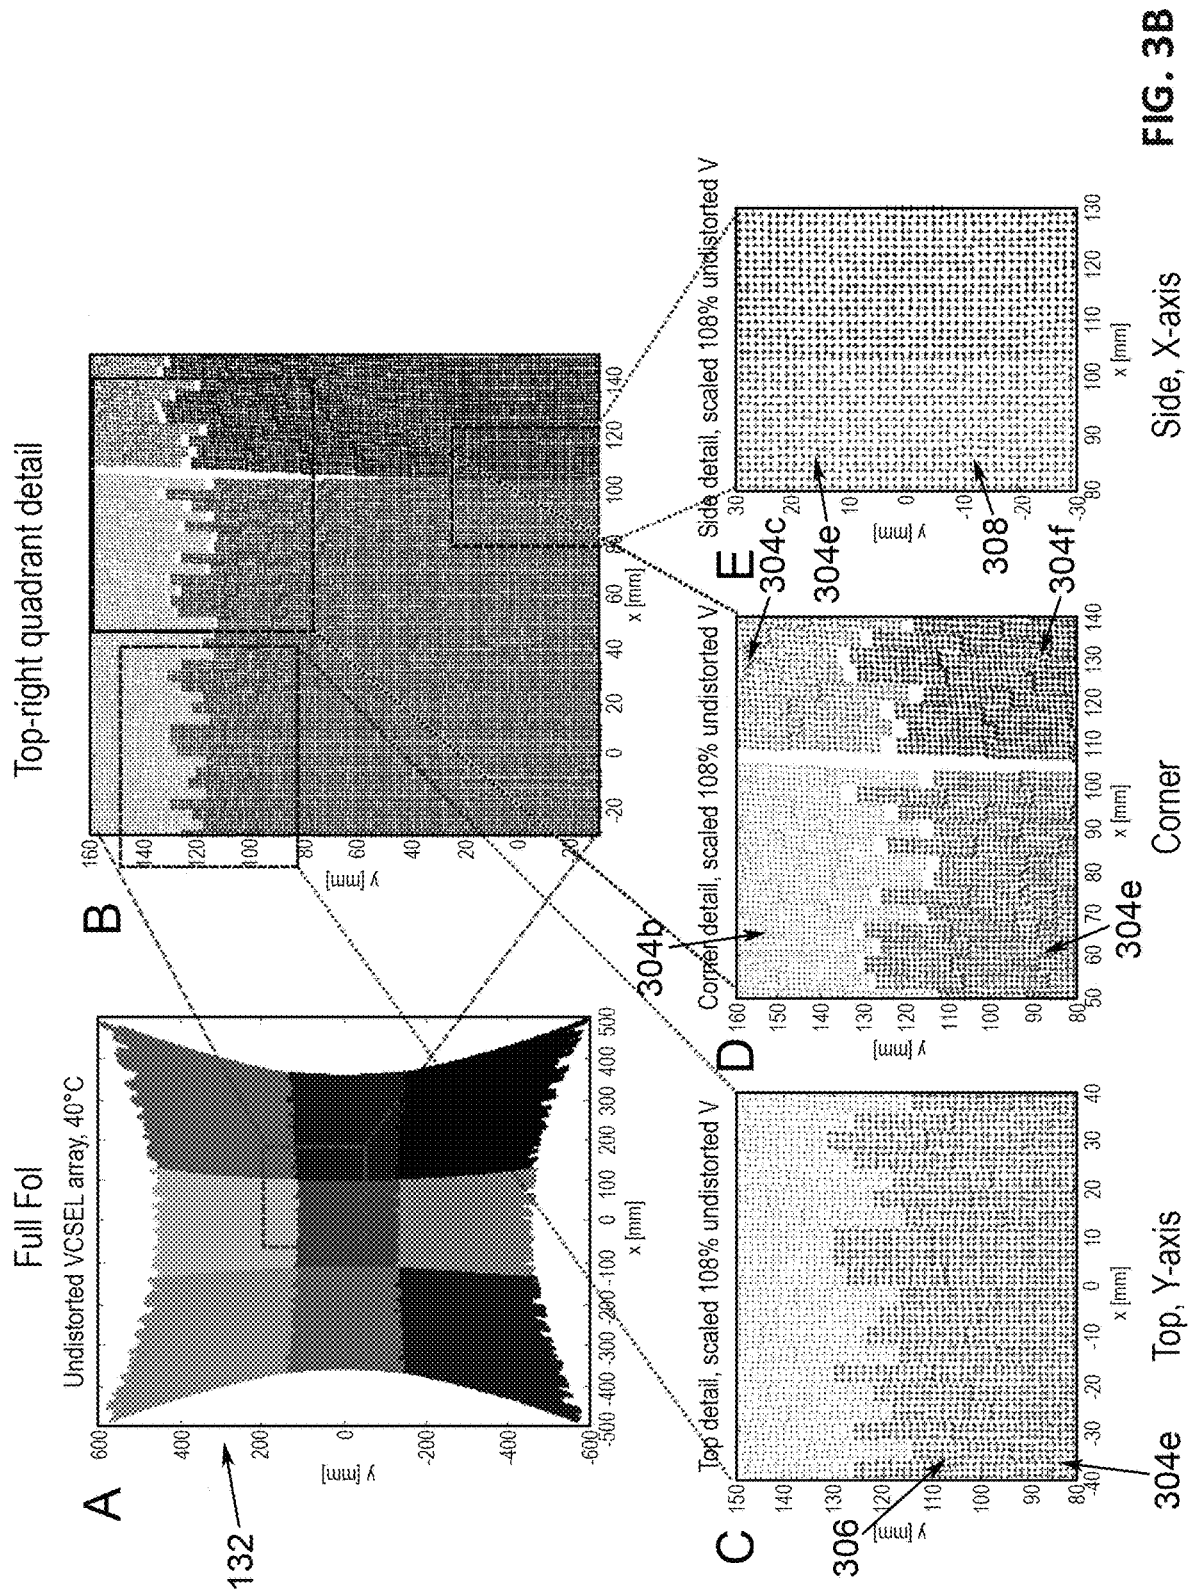 Full FoI
Undistorted VCSEL array, 40°C
A
132
600
400
200
0
-200
-400
-600
y [mm]
-500 -400 -300 -200 -100 0 100 200 300 400 500
x [mm]
Top-right quadrant detail
B
160
140
120
100
80
60
40
20
0
-20
y [mm]
-20 0 20 40 60 80 100 120 140
x [mm]
Top detail, scaled 108% undistorted V
C
150
140
130
120
110
100
90
80
y [mm]
-40 -30 -20 -10 0 10 20 30 40
x [mm]
306
304e
Top, Y-axis
Corner detail, scaled 108% undistorted V
D
160
150
140
130
120
110
100
90
80
y [mm]
50 60 70 80 90 100 110 120 130 140
x [mm]
304b
304c
304e
304f
Corner
Side detail, scaled 108% undistorted V
E
30
20
10
0
-10
-20
-30
y [mm]
80 90 100 110 120 130
x [mm]
304e
308
Side, X-axis
FIG. 3B